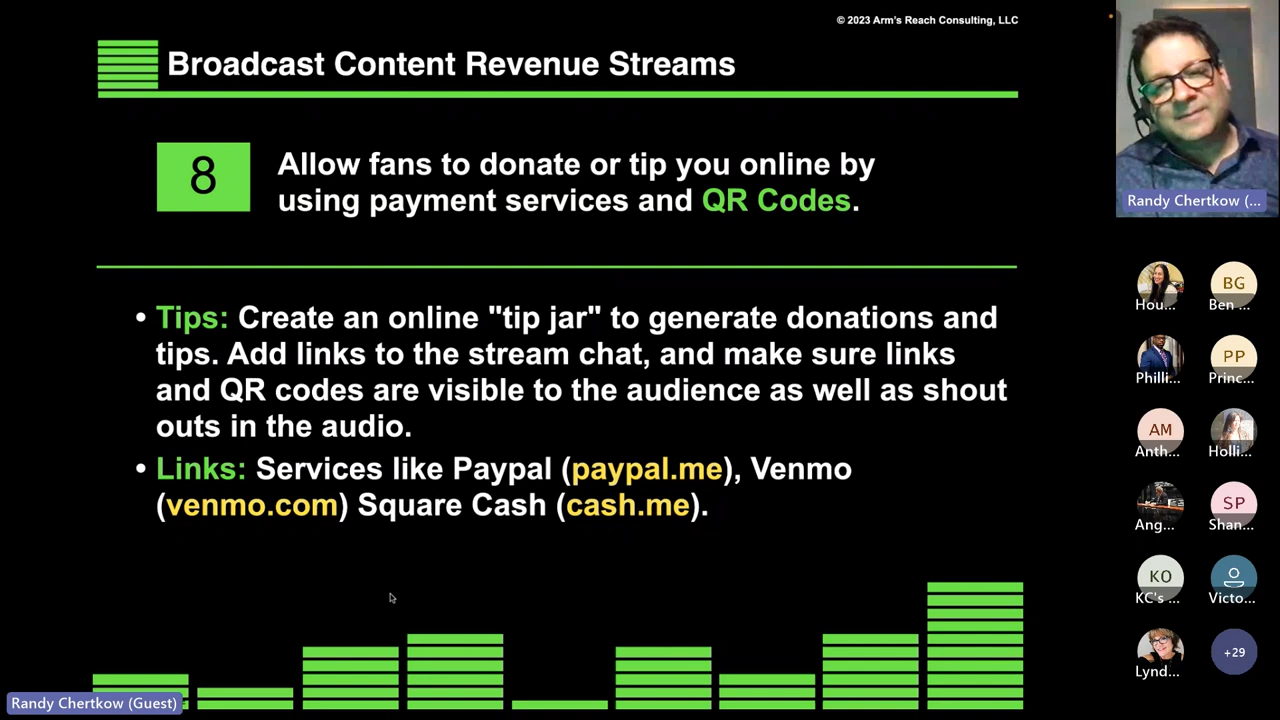 © 2023 Arm's Reach Consulting, LLC
Broadcast Content Revenue Streams
8
Allow fans to donate or tip you online by
using payment services and QR Codes.
• Tips: Create an online "tip jar" to generate donations and
tips. Add links to the stream chat, and make sure links
and QR codes are visible to the audience as well as shout
outs in the audio.
• Links: Services like Paypal (paypal.me), Venmo
(venmo.com) Square Cash (cash.me).
Randy Chertkow (Guest)
Randy Chertkow (...
BG
Hou...
Ben ...
PP
Philli...
Princ...
AM
Anth...
Holli...
SP
Ang...
Shan...
KO
KC's ...
Victo...
Lynd...
+29